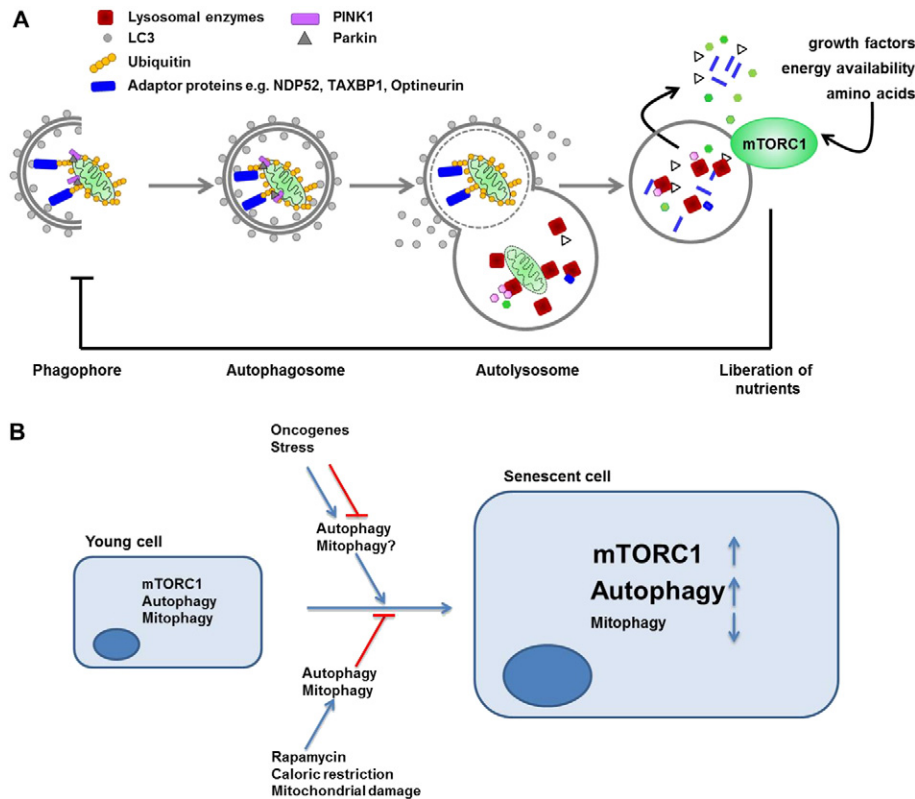 A
Lysosomal enzymes
PINK1
LC3
Parkin
Ubiquitin
Adaptor proteins e.g. NDP52, TAXBP1, Optineurin
growth factors
energy availability
amino acids
mTORC1
Phagophore
Autophagosome
Autolysosome
Liberation of
nutrients
B
Oncogenes
Stress
Autophagy
Mitophagy?
Young cell
mTORC1
Autophagy
Mitophagy
Autophagy
Mitophagy
Rapamycin
Caloric restriction
Mitochondrial damage
Senescent cell
mTORC1
Autophagy
Mitophagy